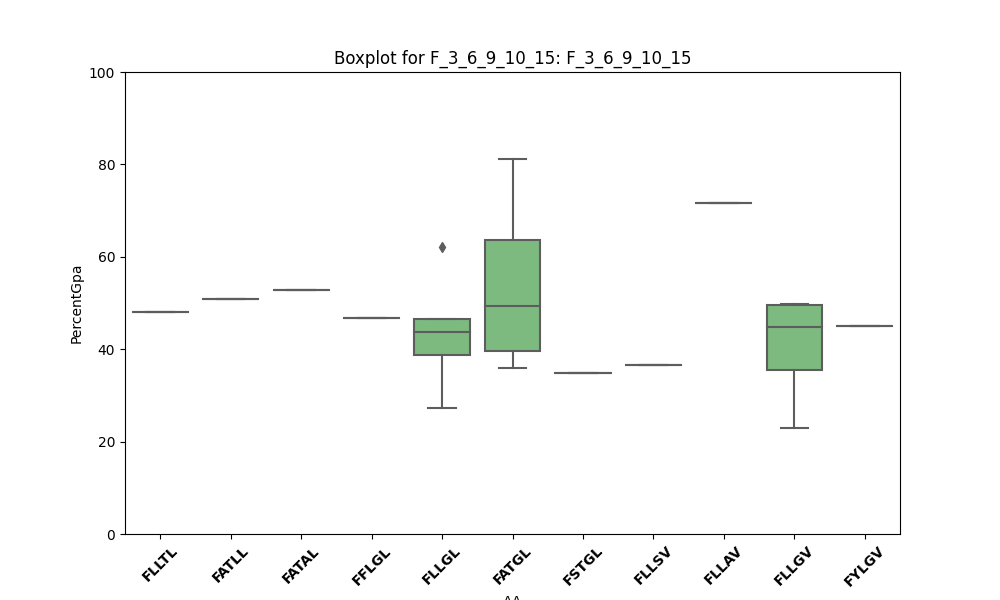 Boxplot for F_3_6_9_10_15: F_3_6_9_10_15
100
80
60
40
20
0
PercentGpa
FLLTL
FATLL
FATAL
FFLGL
FLLGL
FATGL
FSTGL
FLLSV
FLLAV
FLLGV
FYLGV